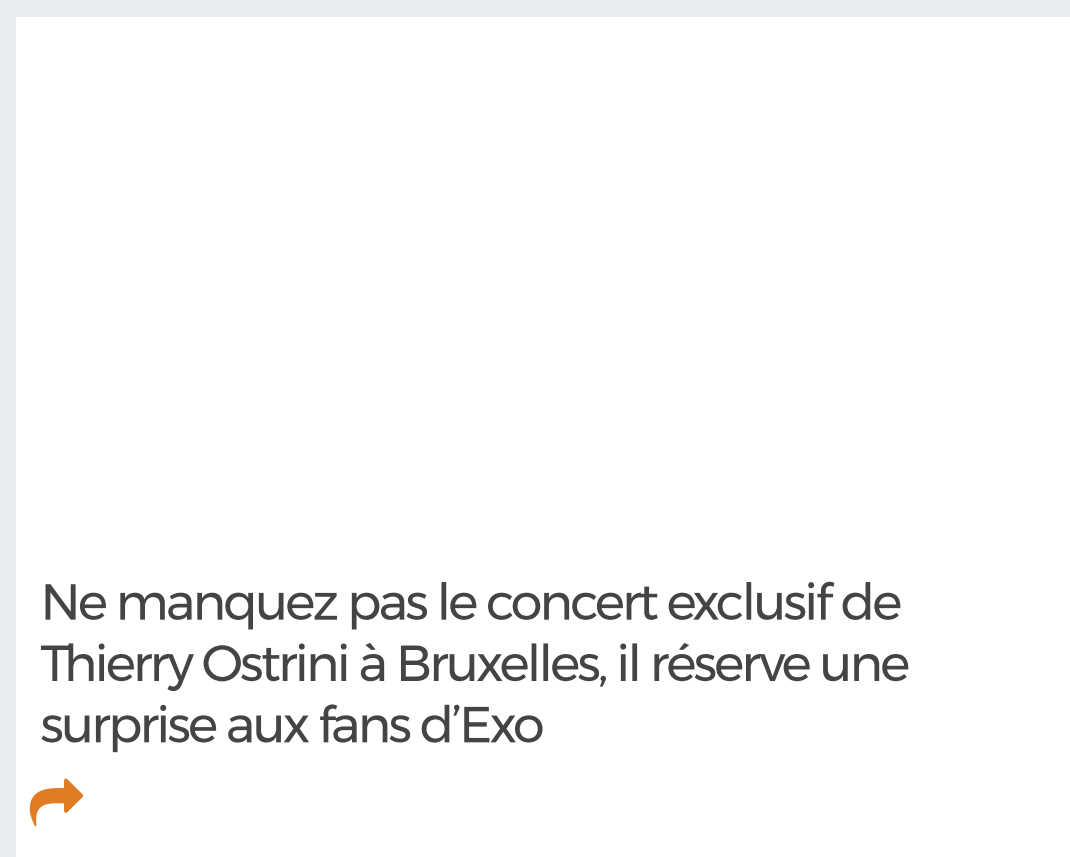 Ne manquez pas le concert exclusif de
Thierry Ostrini à Bruxelles, il réserve une
surprise aux fans d’Exo